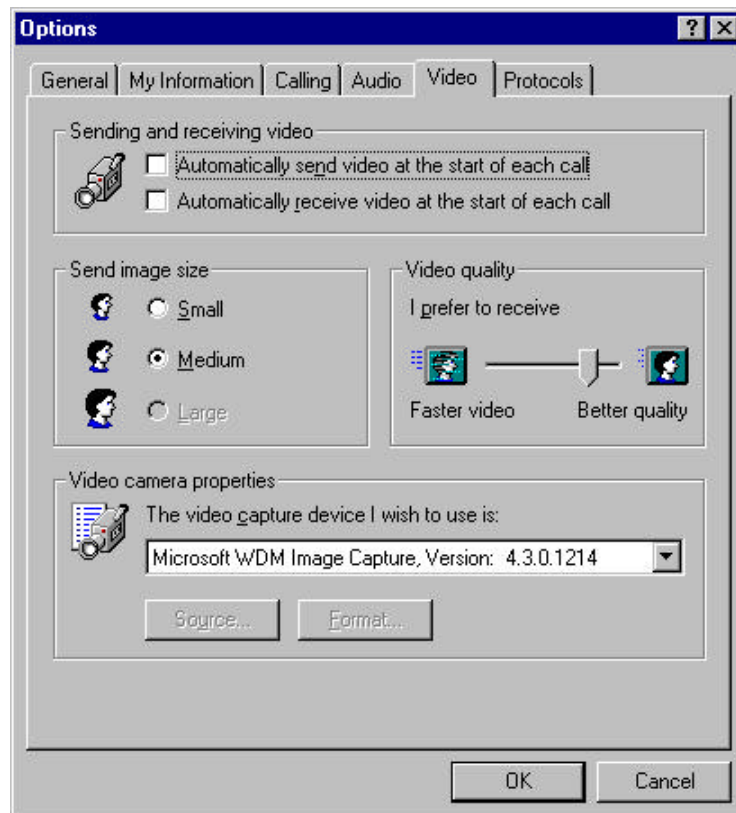 Options
General My Information Calling Audio Video Protocols
Sending and receiving video
Automatically send video at the start of each call
Automatically receive video at the start of each call
Send image size
Small
Medium
Large
Video quality
I prefer to receive
Faster video Better quality
Video camera properties
The video capture device I wish to use is:
Microsoft WDM Image Capture, Version: 4.3.0.1214
Source... Format...
OK Cancel